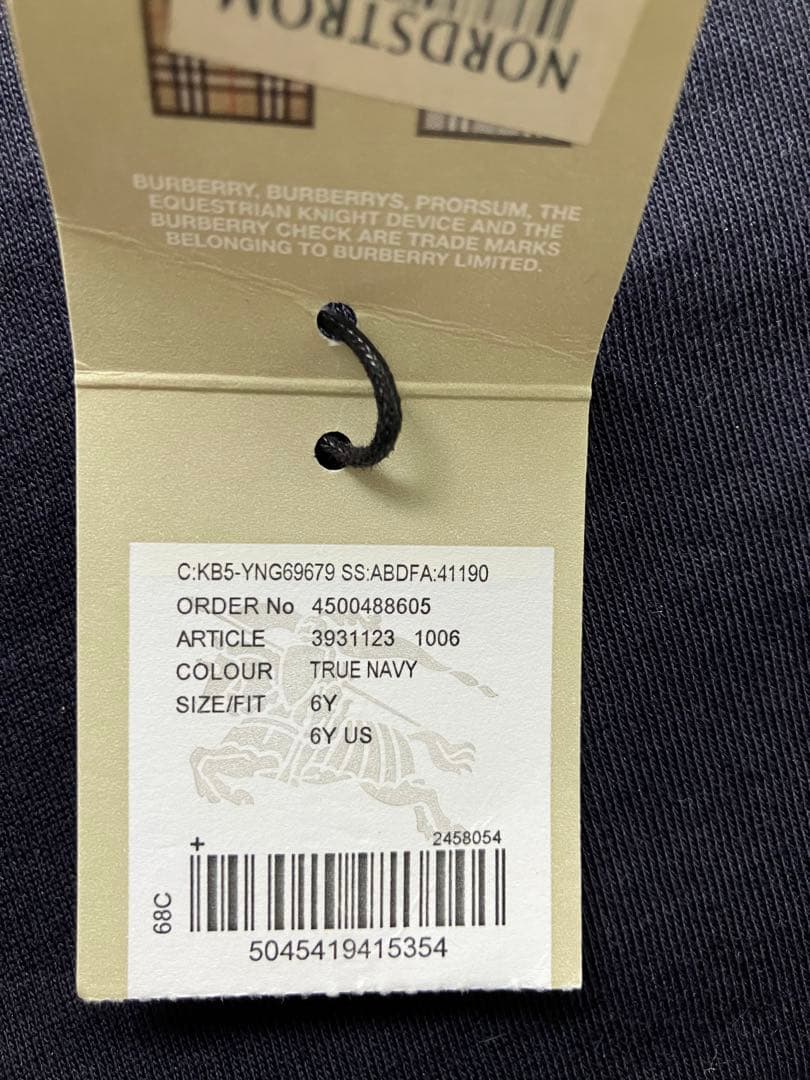 NORDSTROM
BURBERRY, BURBERRYS, PRORSUM, THE
EQUESTRIAN KNIGHT DEVICE AND THE
BURBERRY CHECK ARE TRADE MARKS
BELONGING TO BURBERRY LIMITED.
C:KB5-YNG69679 SS:ABDFA:41190
ORDER No 4500488605
ARTICLE 3931123 1006
COLOUR TRUE NAVY
SIZE/FIT 6Y
6Y US
+ 2458054
68C
5045419415354